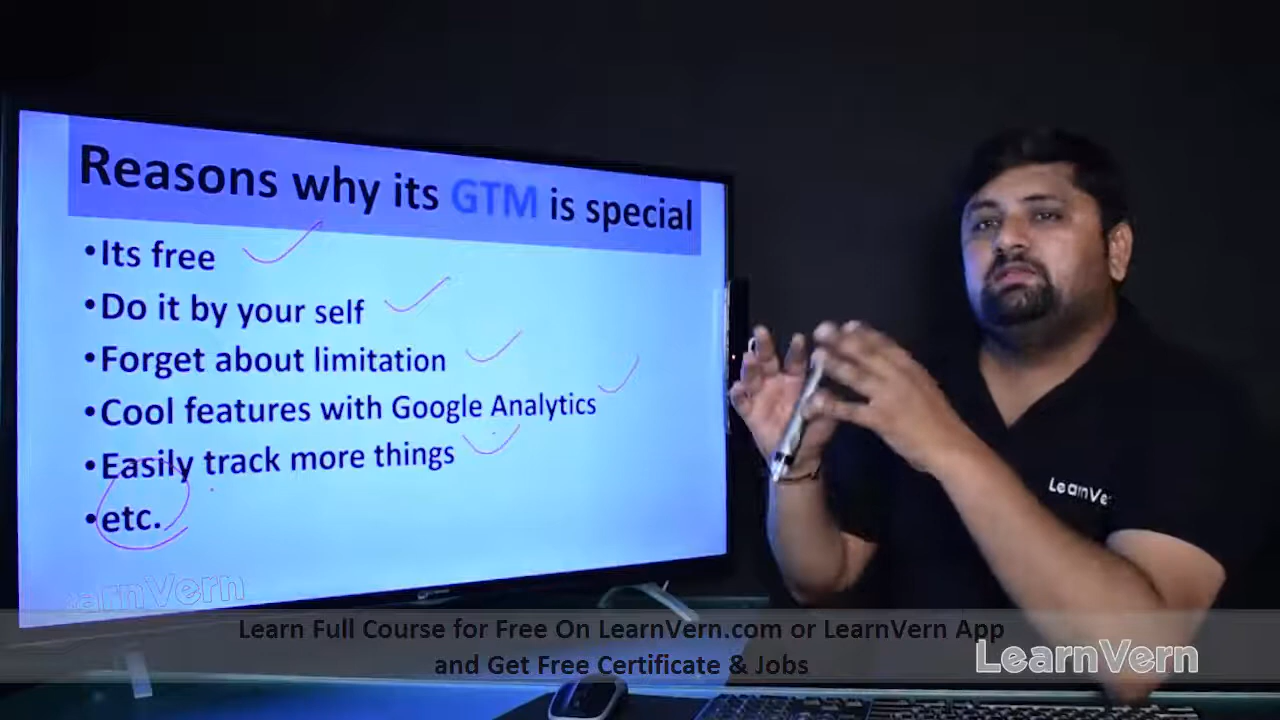 Reasons why its GTM is special
•Its free
•Do it by your self
•Forget about limitation
•Cool features with Google Analytics
•Easily track more things
•etc.
LearnVe
arnVern
Learn Full Course for Free On LearnVern.com or LearnVern App
and Get Free Certificate & Jobs
LearnVern